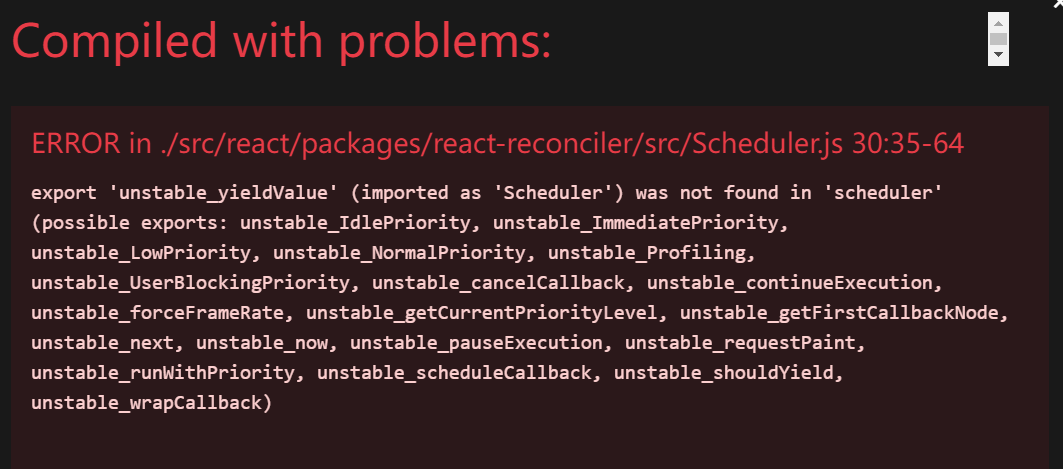 Compiled with problems:
ERROR in ./src/react/packages/react-reconciler/src/Scheduler.js 30:35-64
export 'unstable_yieldValue' (imported as 'Scheduler') was not found in 'scheduler'
(possible exports: unstable_IdlePriority, unstable_ImmediatePriority,
unstable_LowPriority, unstable_NormalPriority, unstable_Profiling,
unstable_UserBlockingPriority, unstable_cancelCallback, unstable_continueExecution,
unstable_forceFrameRate, unstable_getCurrentPriorityLevel, unstable_getFirstCallbackNode,
unstable_next, unstable_now, unstable_pauseExecution, unstable_requestPaint,
unstable_runWithPriority, unstable_scheduleCallback, unstable_shouldYield,
unstable_wrapCallback)